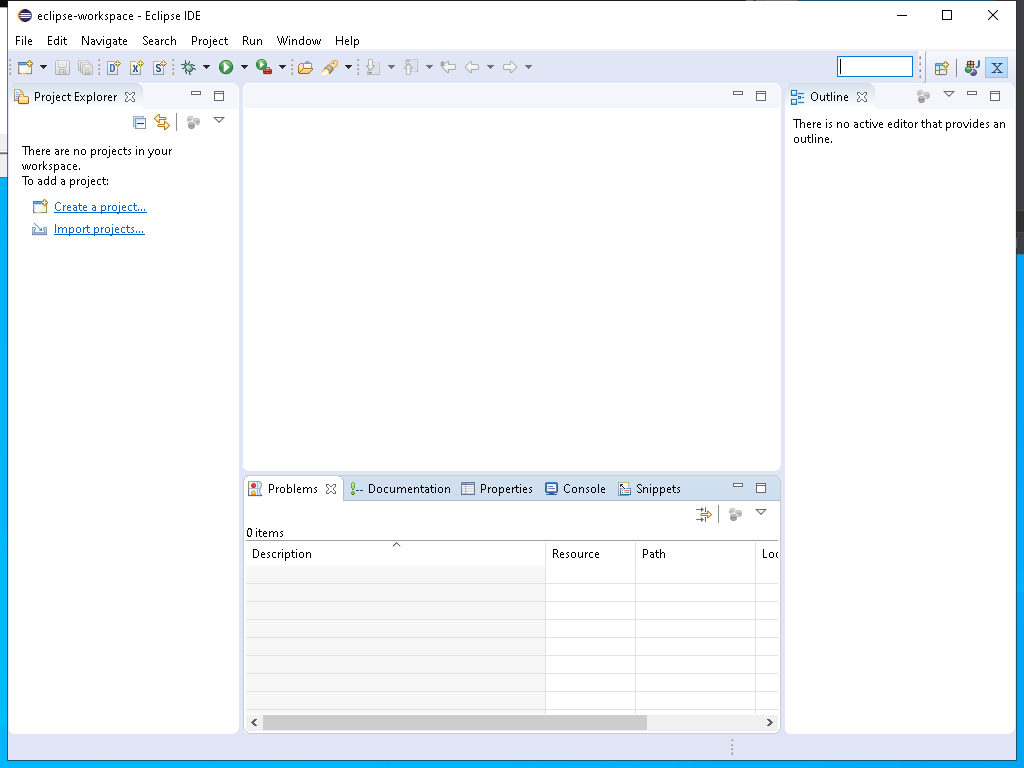 eclipse-workspace - Eclipse IDE
File Edit Navigate Search Project Run Window Help
Project Explorer
There are no projects in your
workspace.
To add a project:
Create a project...
Import projects...
Outline
There is no active editor that provides an
outline.
Problems Documentation Properties Console Snippets
0 items
Description Resource Path Loc